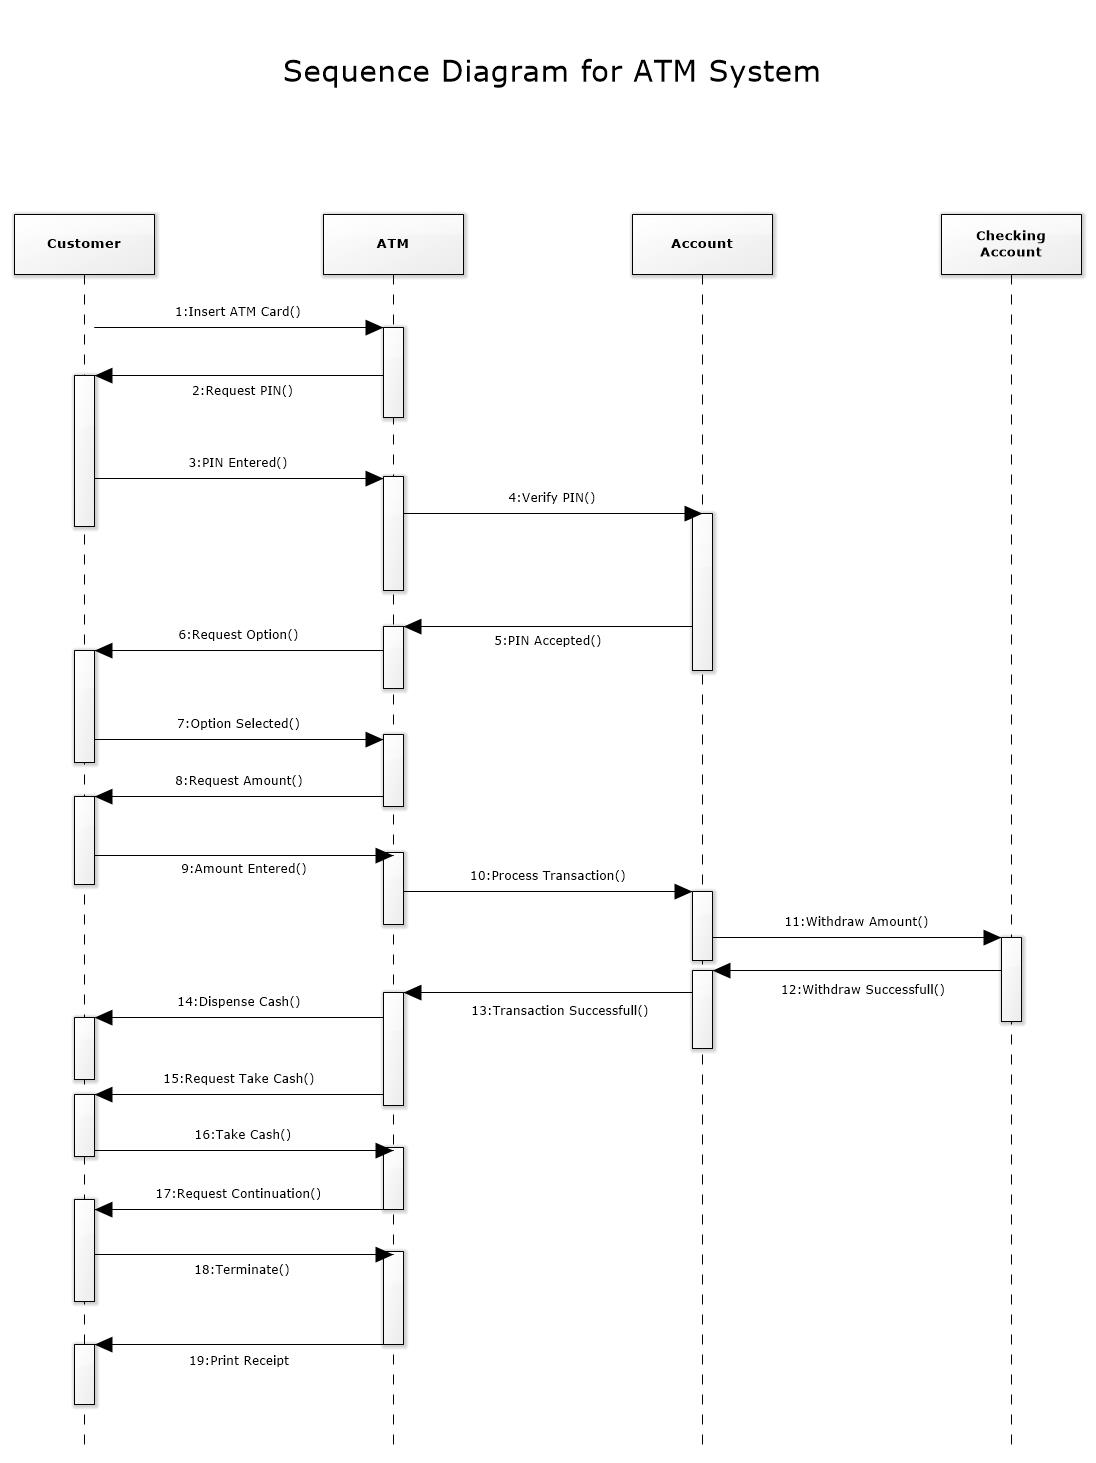 Sequence Diagram for ATM System
Customer
ATM
Account
Checking
Account
1:Insert ATM Card()
2:Request PIN()
3:PIN Entered()
4:Verify PIN()
5:PIN Accepted()
6:Request Option()
7:Option Selected()
8:Request Amount()
9:Amount Entered()
10:Process Transaction()
11:Withdraw Amount()
12:Withdraw Successfull()
13:Transaction Successfull()
14:Dispense Cash()
15:Request Take Cash()
16:Take Cash()
17:Request Continuation()
18:Terminate()
19:Print Receipt